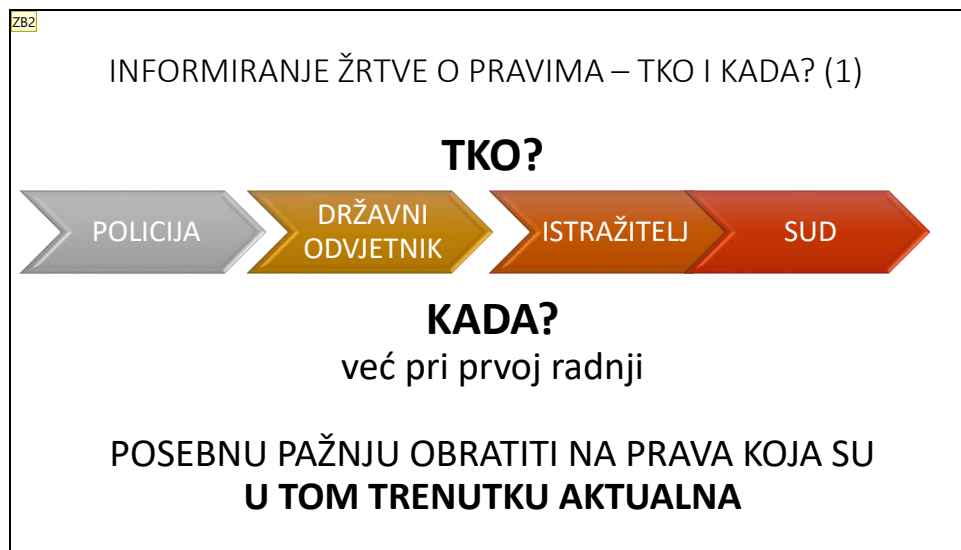 ZB2
INFORMIRANJE ŽRTVE O PRAVIMA – TKO I KADA? (1)
TKO?
POLICIJA
DRŽAVNI
ODVJETNIK
ISTRAŽITELJ
SUD
KADA?
već pri prvoj radnji
POSEBNU PAŽNJU OBRATITI NA PRAVA KOJA SU
U TOM TRENUTKU AKTUALNA